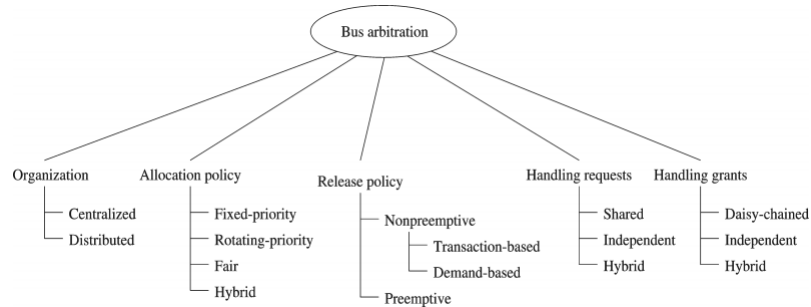 Bus arbitration
Organization
Centralized
Distributed
Allocation policy
Fixed-priority
Rotating-priority
Fair
Hybrid
Release policy
Nonpreemptive
Transaction-based
Demand-based
Preemptive
Handling requests
Shared
Independent
Hybrid
Handling grants
Daisy-chained
Independent
Hybrid